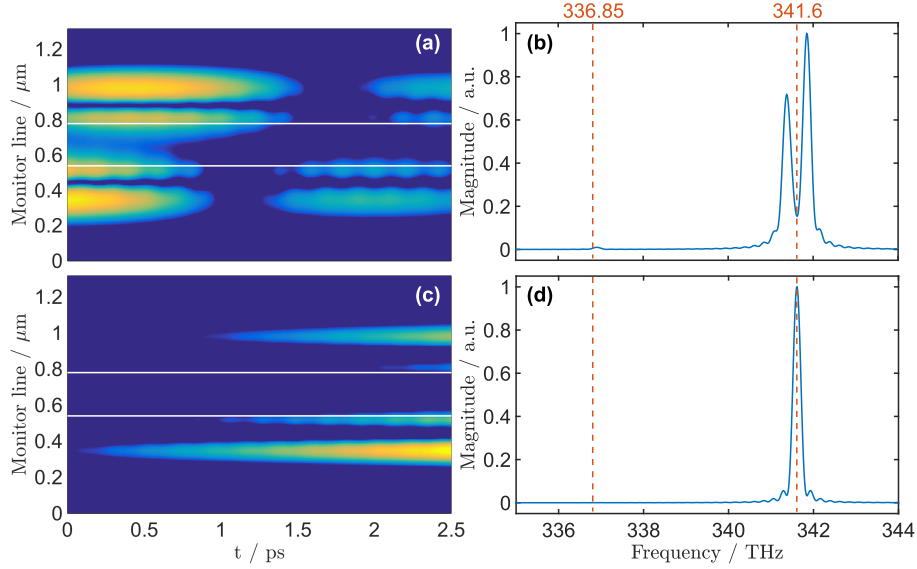 336.85 341.6
(a)
Monitor line / μm
1.2
1
0.8
0.6
0.4
0.2
0
(b)
Magnitude / a.u.
1
0.8
0.6
0.4
0.2
0
(c)
Monitor line / μm
1.2
1
0.8
0.6
0.4
0.2
0
0 0.5 1 1.5 2 2.5
t / ps
(d)
Magnitude / a.u.
1
0.8
0.6
0.4
0.2
0
336 338 340 342 344
Frequency / THz